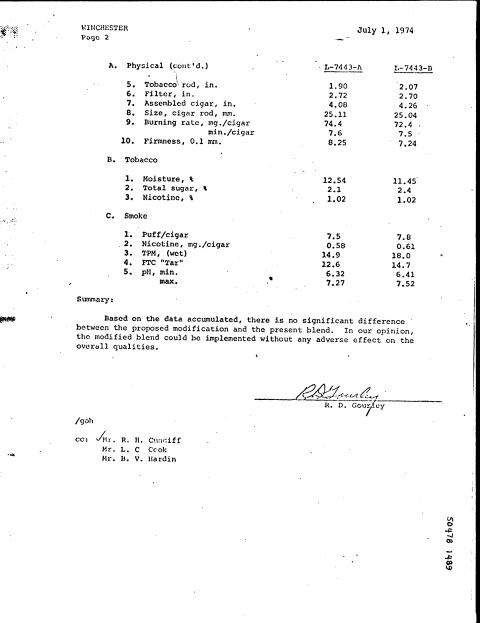 WINCHESTER
Page 2
July 1, 1974
A. Physical (cont'd.) L-7443-A L-7443-B
5. Tobacco rod, in. 1.90 2.07
6. Filter, in. 2.72 2.70
7. Assembled cigar, in. 4.08 4.26
8. Size, cigar rod, mm. 25.11 25.04
9. Burning rate, mg./cigar 74.4 72.4
min./cigar 7.6 7.5
10. Firmness, 0.1 mm. 8.25 7.24
B. Tobacco
1. Moisture, % 12.54 11.45
2. Total sugar, % 2.1 2.4
3. Nicotine, % 1.02 1.02
C. Smoke
1. Puff/cigar 7.5 7.8
2. Nicotine, mg./cigar 0.58 0.61
3. TPM, (wet) 14.9 18.0
4. FTC "Tar" 12.6 14.7
5. pH, min. 6.32 6.41
max. 7.27 7.52
Summary:
Based on the data accumulated, there is no significant difference
between the proposed modification and the present blend. In our opinion,
the modified blend could be implemented without any adverse effect on the
overall qualities.
RDGourley
R. D. Gourley
/goh
cc: ✓Mr. R. H. Cundiff
Mr. L. C Cook
Mr. B. V. Hardin
50478 1489